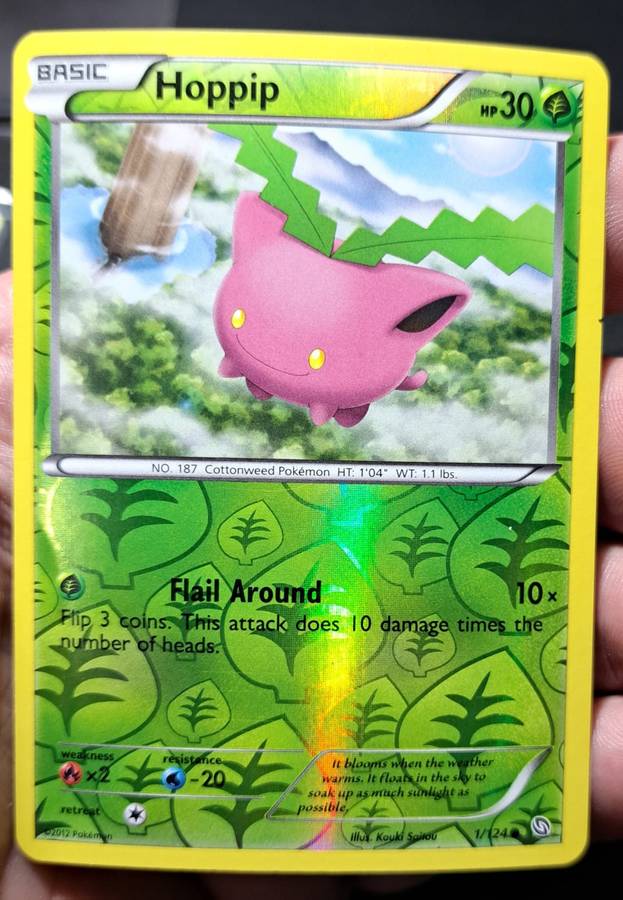 BASIC
Hoppip
HP 30
NO. 187 Cottonweed Pokémon HT: 1'04" WT: 1.1 lbs.
Flail Around 10×
Flip 3 coins. This attack does 10 damage times the
number of heads.
weakness
×2
resistance
-20
retreat
It blooms when the weather
warms. It floats in the sky to
soak up as much sunlight as
possible.
©2012 Pokémon
Illus. Kouki Saitou
1/124